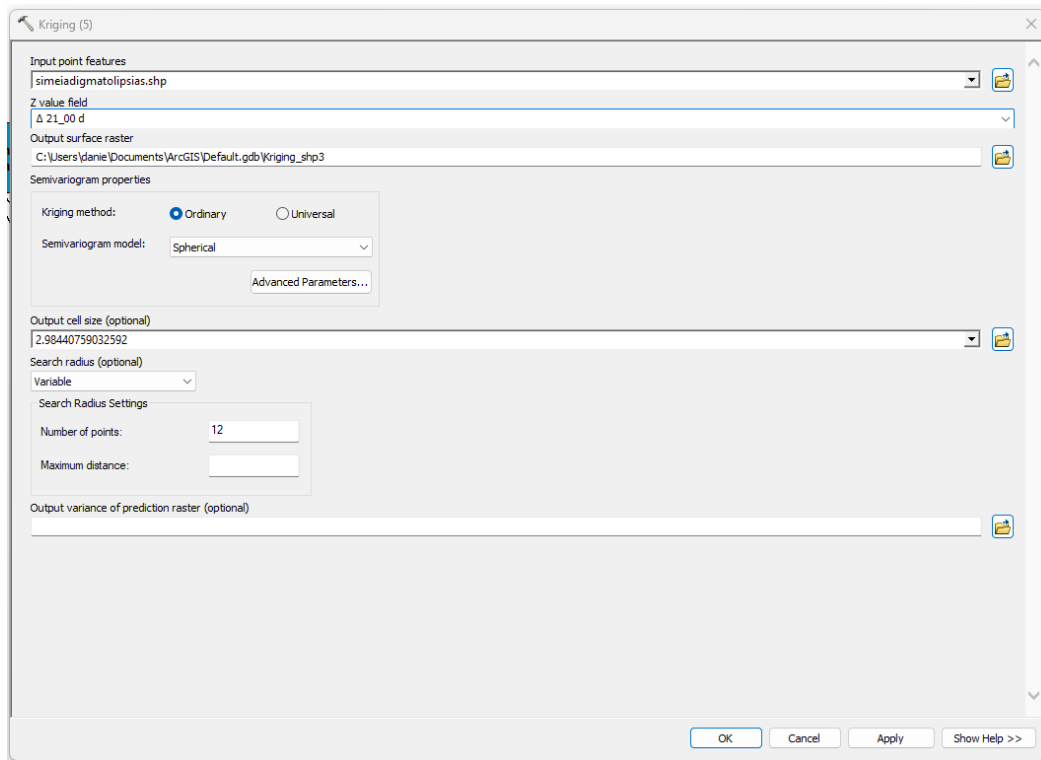 Kriging (5)
Input point features
simeiadigmatolipsias.shp
Z value field
Δ 21_00 d
Output surface raster
C:\Users\danie\Documents\ArcGIS\Default.gdb\Kriging_shp3
Semivariogram properties
Kriging method: Ordinary Universal
Semivariogram model: Spherical
Advanced Parameters...
Output cell size (optional)
2.98440759032592
Search radius (optional)
Variable
Search Radius Settings
Number of points: 12
Maximum distance:
Output variance of prediction raster (optional)
OK Cancel Apply Show Help >>